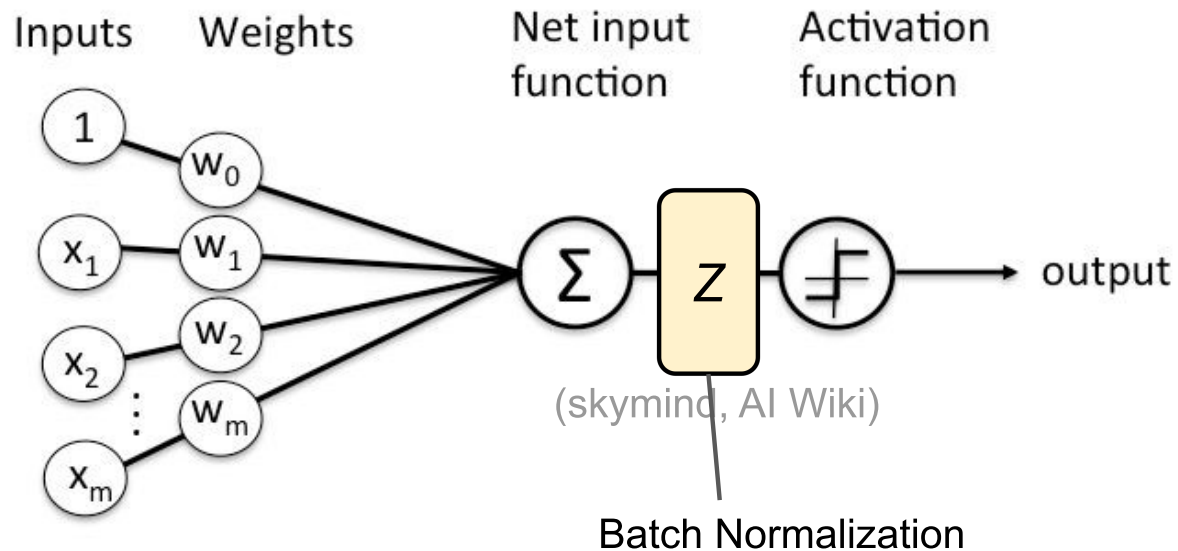 Inputs
Weights
Net input
function
Activation
function
1
w0
x1
w1
x2
w2
⋮
xm
wm
Σ
Z
output
(skymind, AI Wiki)
Batch Normalization